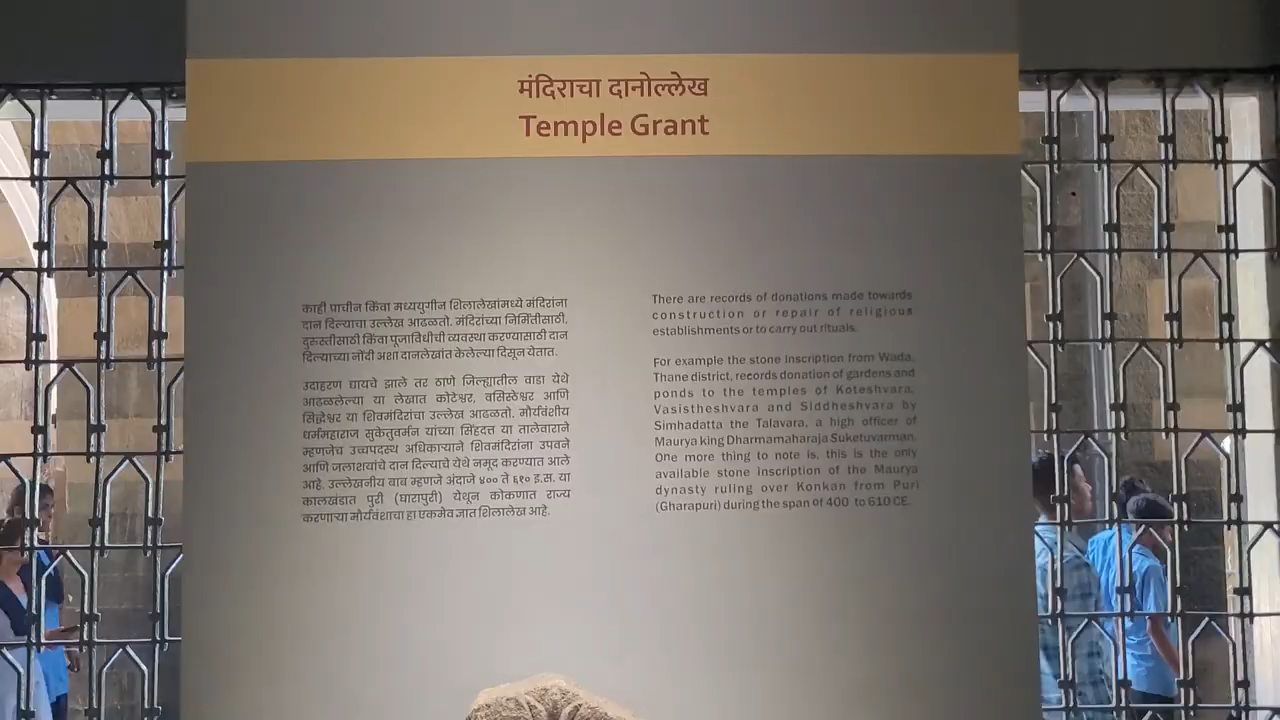 मंदिराचा दानोल्लेख
Temple Grant
काही प्राचीन किंवा मध्ययुगीन शिलालेखांमध्ये मंदिरांना
दान दिल्याचा उल्लेख आढळतो. मंदिरांच्या निर्मितीसाठी,
दुरुस्तीसाठी किंवा पूजाविधीची व्यवस्था करण्यासाठी दान
दिल्याच्या नोंदी अशा दानलेखांत केलेल्या दिसून येतात.
उदाहरण द्यायचे झाले तर ठाणे जिल्ह्यातील वाडा येथे
आढळलेल्या या लेखात कोटेश्वर, वसिष्ठेश्वर आणि
सिद्धेश्वर या शिवमंदिरांचा उल्लेख आढळतो. मौर्यवंशीय
धर्ममहाराज सुकेतुवर्मन यांच्या सिंहदत्त या तालेवाराने
म्हणजेच उच्चपदस्थ अधिकाऱ्याने शिवमंदिरांना उपवने
आणि जलाशयांचे दान दिल्याचे येथे नमूद करण्यात आले
आहे. उल्लेखनीय बाब म्हणजे अंदाजे ४०० ते ६१० इ.स. या
कालखंडात पुरी (घारापुरी) येथून कोकणात राज्य
करणाऱ्या मौर्यवंशाचा हा एकमेव ज्ञात शिलालेख आहे.
There are records of donations made towards
construction or repair of religious
establishments or to carry out rituals.
For example the stone Inscription from Wada,
Thane district, records donation of gardens and
ponds to the temples of Koteshvara,
Vasistheshvara and Siddheshvara by
Simhadatta the Talavara, a high officer of
Maurya king Dharmamaharaja Suketuvarman.
One more thing to note is, this is the only
available stone inscription of the Maurya
dynasty ruling over Konkan from Puri
(Gharapuri) during the span of 400 to 610 CE.